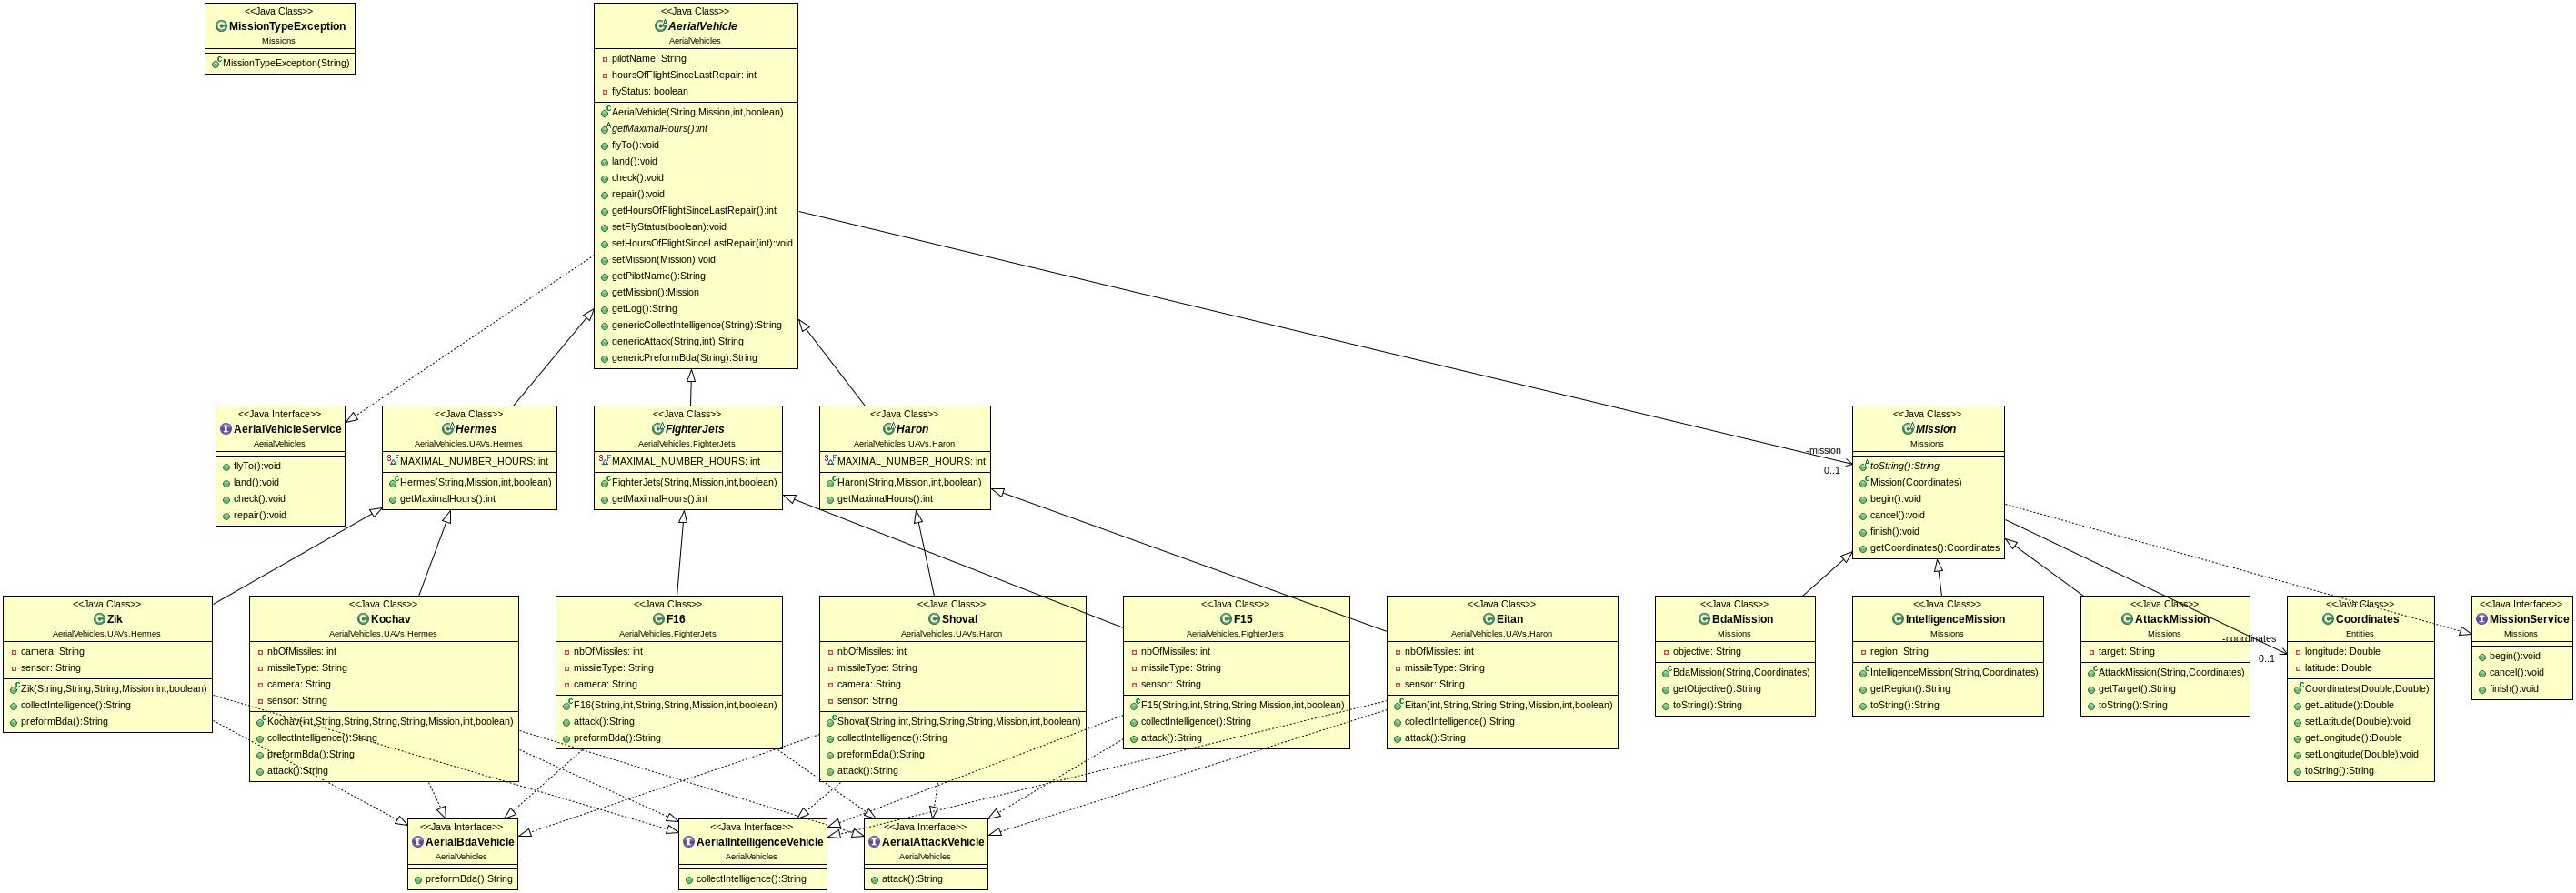 <<Java Class>>
MissionTypeException
Missions
MissionTypeException(String)
<<Java Class>>
AerialVehicle
AerialVehicles
pilotName: String
hoursOfFlightSinceLastRepair: int
flyStatus: boolean
AerialVehicle(String,Mission,int,boolean)
getMaximalHours():int
flyTo():void
land():void
check():void
repair():void
getHoursOfFlightSinceLastRepair():int
setFlyStatus(boolean):void
setHoursOfFlightSinceLastRepair(int):void
setMission(Mission):void
getPilotName():String
getMission():Mission
getLog():String
genericCollectIntelligence(String):String
genericAttack(String,int):String
genericPreformBda(String):String
<<Java Interface>>
AerialVehicleService
AerialVehicles
flyTo():void
land():void
check():void
repair():void
<<Java Class>>
Hermes
AerialVehicles.UAVs.Hermes
MAXIMAL_NUMBER_HOURS: int
Hermes(String,Mission,int,boolean)
getMaximalHours():int
<<Java Class>>
FighterJets
AerialVehicles.FighterJets
MAXIMAL_NUMBER_HOURS: int
FighterJets(String,Mission,int,boolean)
getMaximalHours():int
<<Java Class>>
Haron
AerialVehicles.UAVs.Haron
MAXIMAL_NUMBER_HOURS: int
Haron(String,Mission,int,boolean)
getMaximalHours():int
-mission
0..1
<<Java Class>>
Mission
Missions
toString():String
Mission(Coordinates)
begin():void
cancel():void
finish():void
getCoordinates():Coordinates
<<Java Class>>
Zik
AerialVehicles.UAVs.Hermes
camera: String
sensor: String
Zik(String,String,String,Mission,int,boolean)
collectIntelligence():String
preformBda():String
<<Java Class>>
Kochav
AerialVehicles.UAVs.Hermes
nbOfMissiles: int
missileType: String
camera: String
sensor: String
Kochav(int,String,String,String,String,Mission,int,boolean)
collectIntelligence():String
preformBda():String
attack():String
<<Java Class>>
F16
AerialVehicles.FighterJets
nbOfMissiles: int
missileType: String
camera: String
F16(String,int,String,String,Mission,int,boolean)
attack():String
preformBda():String
<<Java Class>>
Shoval
AerialVehicles.UAVs.Haron
nbOfMissiles: int
missileType: String
camera: String
sensor: String
Shoval(String,int,String,String,String,Mission,int,boolean)
collectIntelligence():String
preformBda():String
attack():String
<<Java Class>>
F15
AerialVehicles.FighterJets
nbOfMissiles: int
missileType: String
sensor: String
F15(String,int,String,String,Mission,int,boolean)
collectIntelligence():String
attack():String
<<Java Class>>
Eitan
AerialVehicles.UAVs.Haron
nbOfMissiles: int
missileType: String
sensor: String
Eitan(int,String,String,String,Mission,int,boolean)
collectIntelligence():String
attack():String
<<Java Class>>
BdaMission
Missions
objective: String
BdaMission(String,Coordinates)
getObjective():String
toString():String
<<Java Class>>
IntelligenceMission
Missions
region: String
IntelligenceMission(String,Coordinates)
getRegion():String
toString():String
<<Java Class>>
AttackMission
Missions
target: String
AttackMission(String,Coordinates)
getTarget():String
toString():String
-coordinates
0..1
<<Java Class>>
Coordinates
Entities
longitude: Double
latitude: Double
Coordinates(Double,Double)
getLatitude():Double
setLatitude(Double):void
getLongitude():Double
setLongitude(Double):void
toString():String
<<Java Interface>>
MissionService
Missions
begin():void
cancel():void
finish():void
<<Java Interface>>
AerialBdaVehicle
AerialVehicles
preformBda():String
<<Java Interface>>
AerialIntelligenceVehicle
AerialVehicles
collectIntelligence():String
<<Java Interface>>
AerialAttackVehicle
AerialVehicles
attack():String